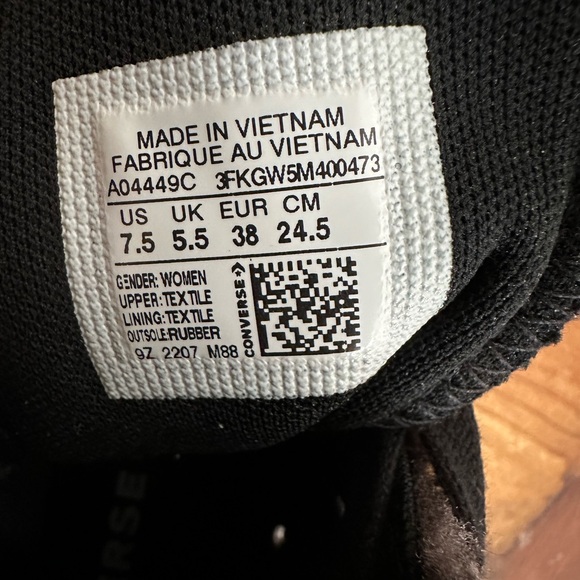 MADE IN VIETNAM
FABRIQUE AU VIETNAM
A04449C 3FKGW5M400473
US UK EUR CM
7.5 5.5 38 24.5
GENDER: WOMEN
UPPER: TEXTILE
LINING: TEXTILE
OUTSOLE: RUBBER
9Z 2207 M88
CONVERSE
ERSE